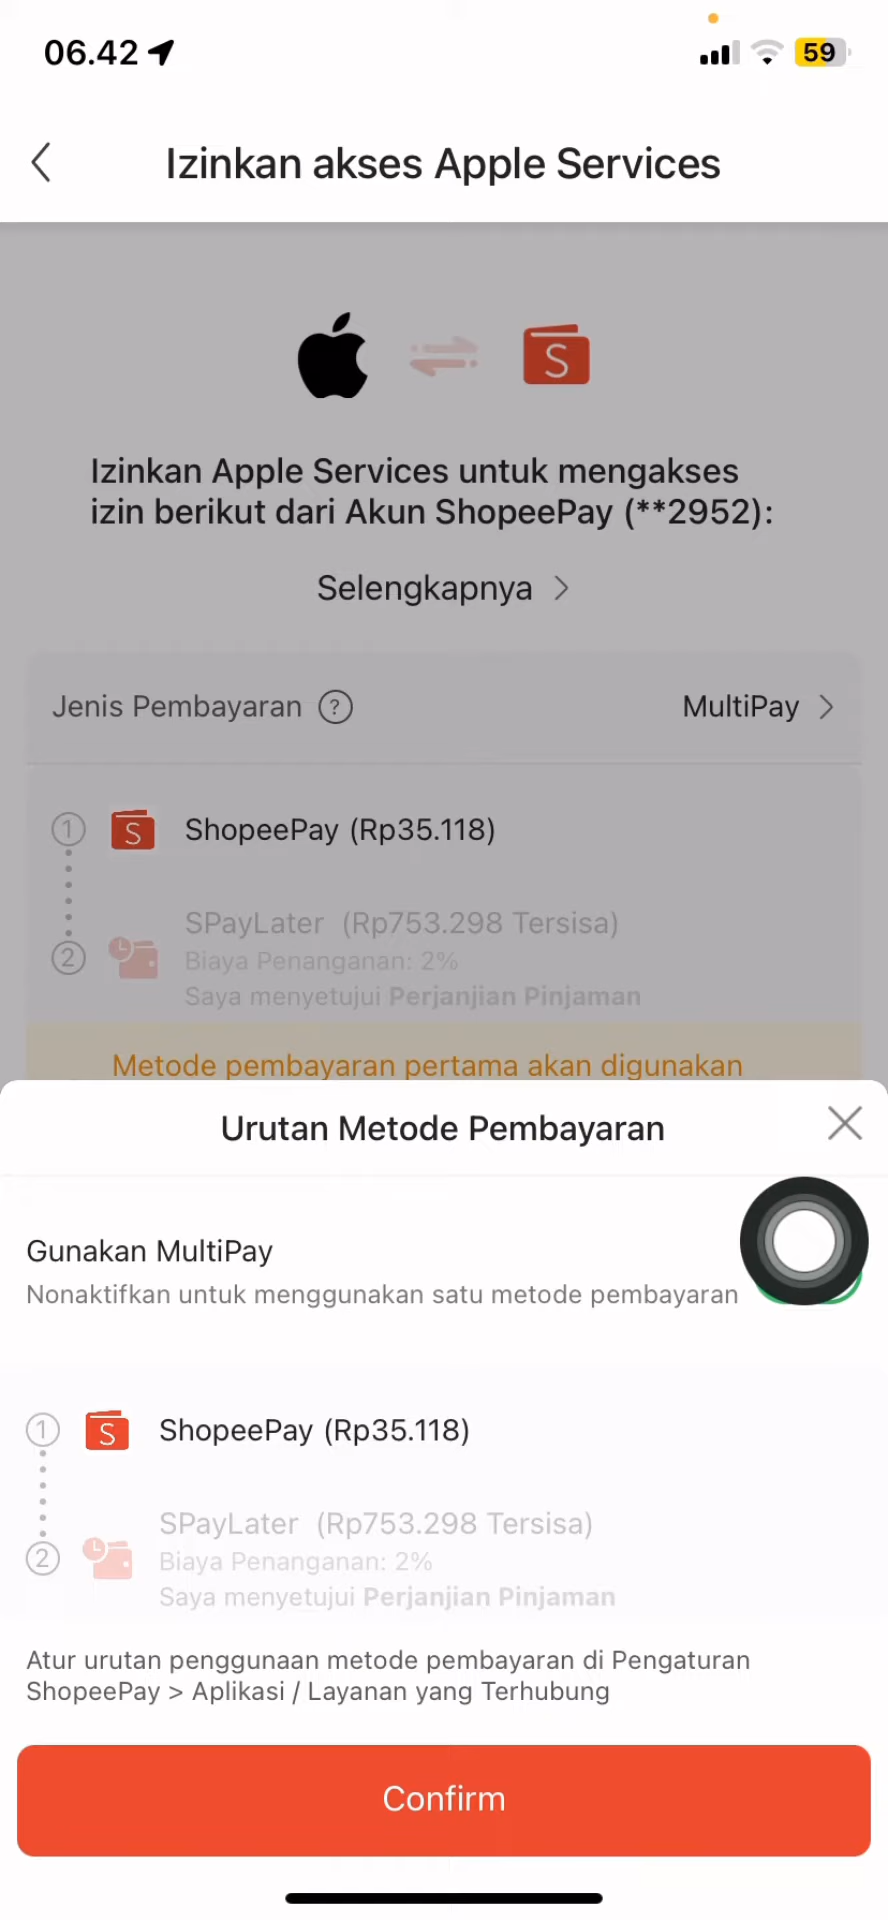 06.42
59
Izinkan akses Apple Services
S
Izinkan Apple Services untuk mengakses
izin berikut dari Akun ShopeePay (**2952):
Selengkapnya >
Jenis Pembayaran ?
MultiPay >
1 S ShopeePay (Rp35.118)
SPayLater (Rp753.298 Tersisa)
2 Biaya Penanganan: 2%
Saya menyetujui Perjanjian Pinjaman
Metode pembayaran pertama akan digunakan
Urutan Metode Pembayaran
Gunakan MultiPay
Nonaktifkan untuk menggunakan satu metode pembayaran
1 S ShopeePay (Rp35.118)
SPayLater (Rp753.298 Tersisa)
2 Biaya Penanganan: 2%
Saya menyetujui Perjanjian Pinjaman
Atur urutan penggunaan metode pembayaran di Pengaturan
ShopeePay > Aplikasi / Layanan yang Terhubung
Confirm